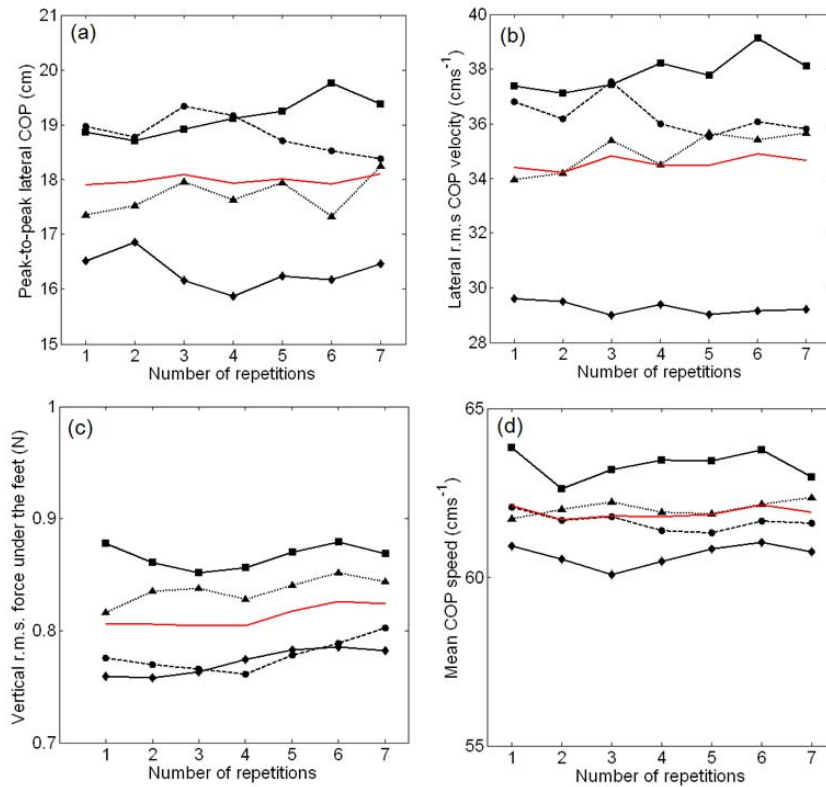 (a)
Peak-to-peak lateral COP (cm)
21
20
19
18
17
16
15
1 2 3 4 5 6 7
Number of repetitions
(b)
Lateral r.m.s COP velocity (cms-1)
40
38
36
34
32
30
28
1 2 3 4 5 6 7
Number of repetitions
(c)
Vertical r.m.s. force under the feet (N)
1
0.9
0.8
0.7
1 2 3 4 5 6 7
Number of repetitions
(d)
Mean COP speed (cms-1)
65
60
55
1 2 3 4 5 6 7
Number of repetitions